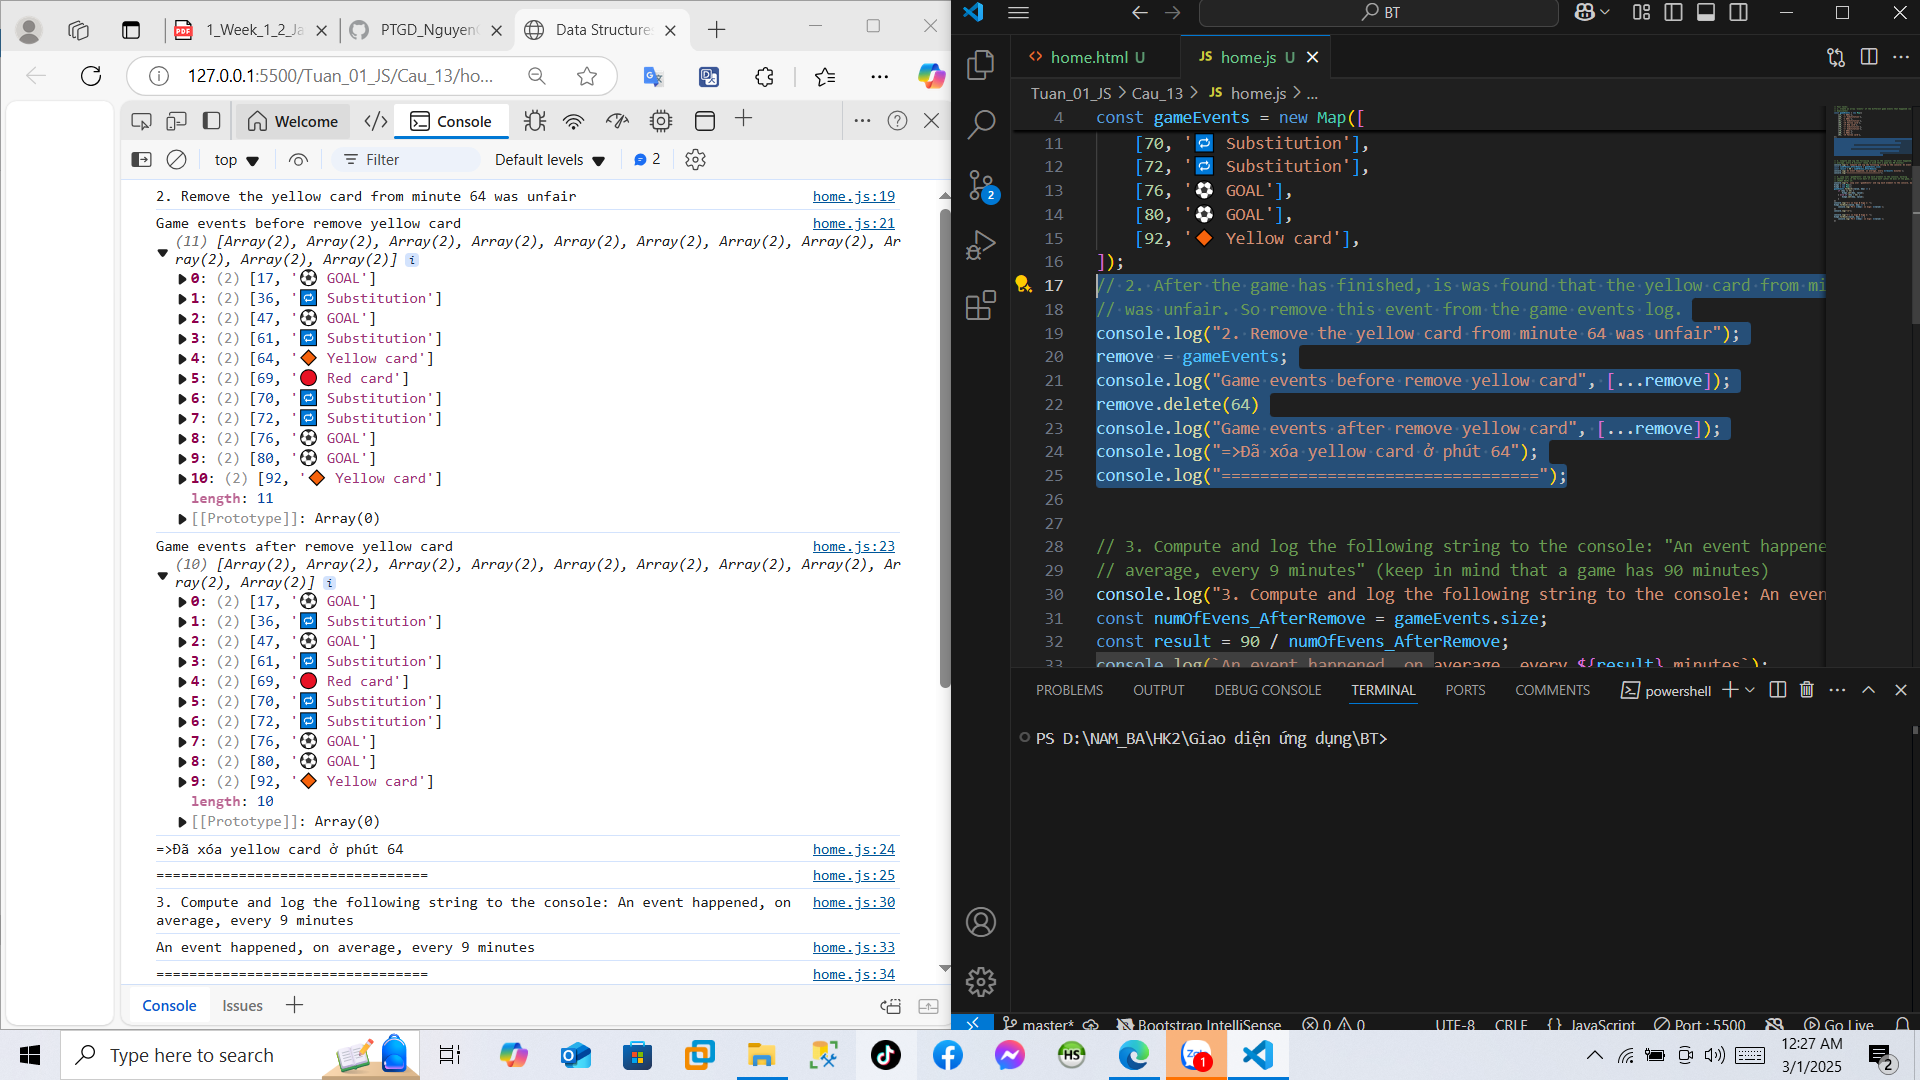 1_Week_1_2_Ja
PTGD_Nguyen
Data Structures
127.0.0.1:5500/Tuan_01_JS/Cau_13/ho...
Welcome
Console
top
Filter
Default levels
2
2. Remove the yellow card from minute 64 was unfair home.js:19
Game events before remove yellow card home.js:21
(11) [Array(2), Array(2), Array(2), Array(2), Array(2), Array(2), Array(2), Array(2), Ar
ray(2), Array(2), Array(2)] i
0: (2) [17, '⚽ GOAL']
1: (2) [36, '🔁 Substitution']
2: (2) [47, '⚽ GOAL']
3: (2) [61, '🔁 Substitution']
4: (2) [64, '🔶 Yellow card']
5: (2) [69, '🔴 Red card']
6: (2) [70, '🔁 Substitution']
7: (2) [72, '🔁 Substitution']
8: (2) [76, '⚽ GOAL']
9: (2) [80, '⚽ GOAL']
10: (2) [92, '🔶 Yellow card']
length: 11
[[Prototype]]: Array(0)
Game events after remove yellow card home.js:23
(10) [Array(2), Array(2), Array(2), Array(2), Array(2), Array(2), Array(2), Array(2), Ar
ray(2), Array(2)] i
0: (2) [17, '⚽ GOAL']
1: (2) [36, '🔁 Substitution']
2: (2) [47, '⚽ GOAL']
3: (2) [61, '🔁 Substitution']
4: (2) [69, '🔴 Red card']
5: (2) [70, '🔁 Substitution']
6: (2) [72, '🔁 Substitution']
7: (2) [76, '⚽ GOAL']
8: (2) [80, '⚽ GOAL']
9: (2) [92, '🔶 Yellow card']
length: 10
[[Prototype]]: Array(0)
=>Đã xóa yellow card ở phút 64 home.js:24
================================= home.js:25
3. Compute and log the following string to the console: An event happened, on home.js:30
average, every 9 minutes
An event happened, on average, every 9 minutes home.js:33
================================= home.js:34
Console
Issues
BT
home.html U
home.js U
Tuan_01_JS > Cau_13 > JS home.js > ...
4 const gameEvents = new Map([
11 [70, '🔁 Substitution'],
12 [72, '🔁 Substitution'],
13 [76, '⚽ GOAL'],
14 [80, '⚽ GOAL'],
15 [92, '🔶 Yellow card'],
16 ]);
17 // 2. After the game has finished, is was found that the yellow card from mi
18 // was unfair. So remove this event from the game events log.
19 console.log("2. Remove the yellow card from minute 64 was unfair");
20 remove = gameEvents;
21 console.log("Game events before remove yellow card", [...remove]);
22 remove.delete(64)
23 console.log("Game events after remove yellow card", [...remove]);
24 console.log("=>Đã xóa yellow card ở phút 64");
25 console.log("===============================");
26
27
28 // 3. Compute and log the following string to the console: "An event happene
29 // average, every 9 minutes" (keep in mind that a game has 90 minutes)
30 console.log("3. Compute and log the following string to the console: An even
31 const numOfEvens_AfterRemove = gameEvents.size;
32 const result = 90 / numOfEvens_AfterRemove;
33 console.log(`An event happened, on average, every ${result} minutes`);
PROBLEMS
OUTPUT
DEBUG CONSOLE
TERMINAL
PORTS
COMMENTS
powershell
PS D:\NAM_BA\HK2\Giao diện ứng dụng\BT>
2
master*
Bootstrap IntelliSense
0
0
UTF-8
CRLF
{} JavaScript
Port : 5500
Go Live
Type here to search
HS
1
12:27 AM
3/1/2025
2